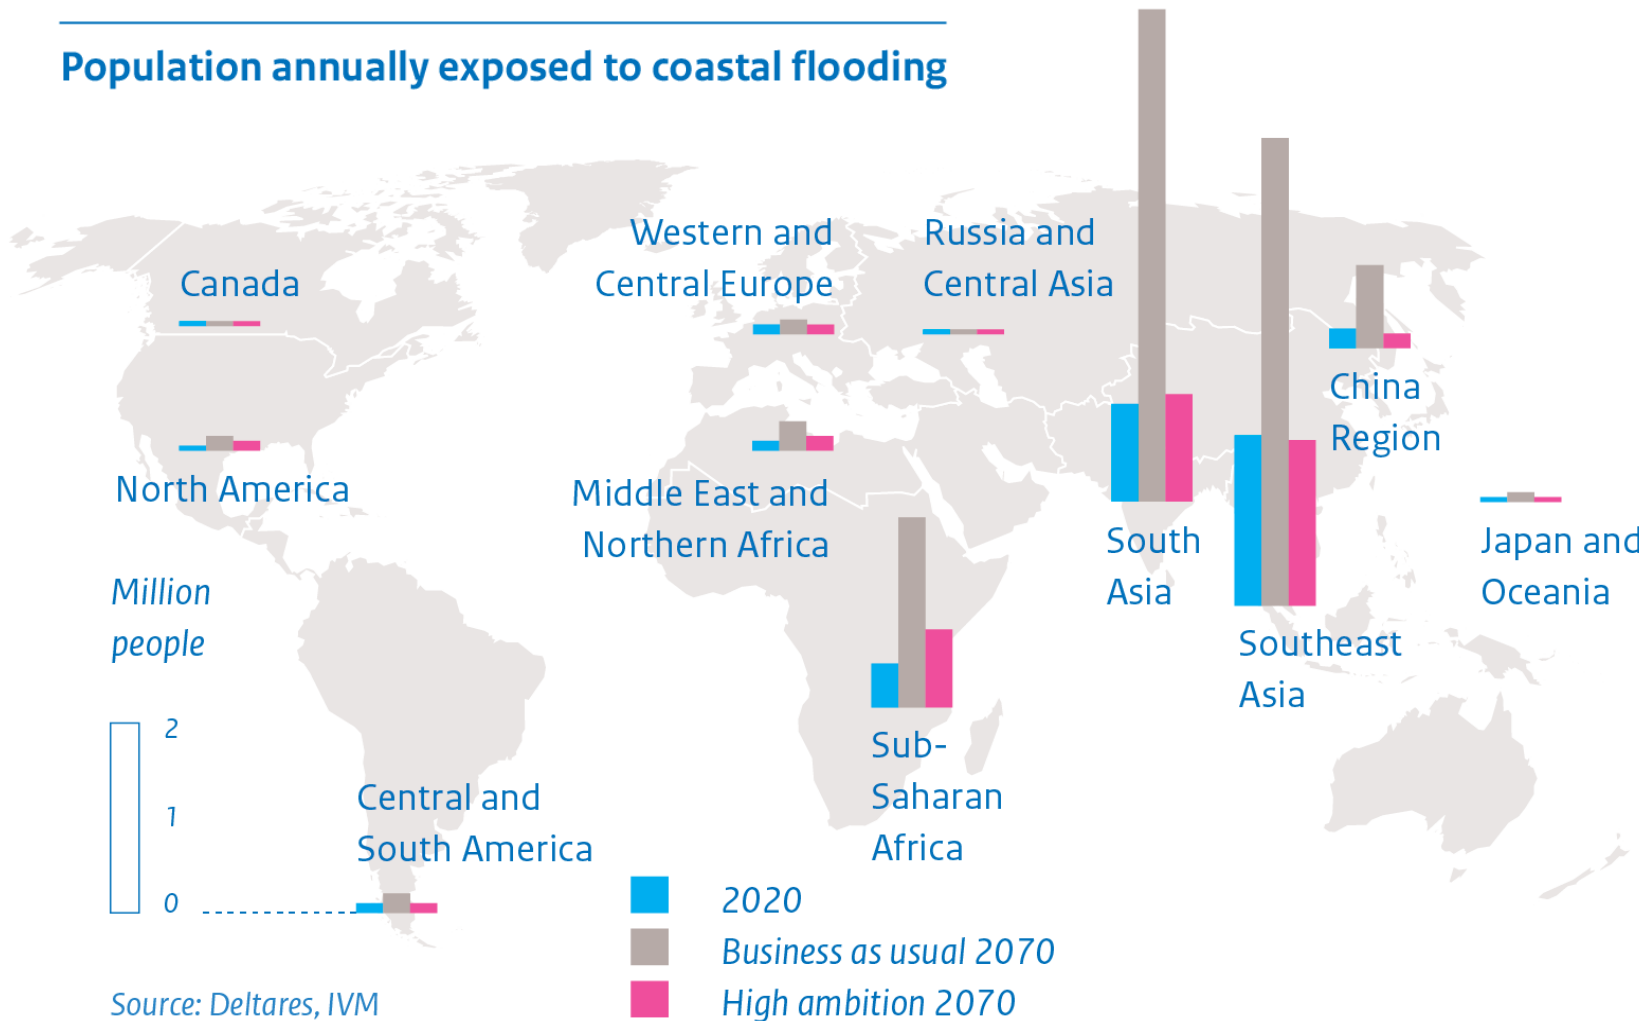 Population annually exposed to coastal flooding
Canada
North America
Western and
Central Europe
Russia and
Central Asia
Middle East and
Northern Africa
China
Region
South
Asia
Southeast
Asia
Japan and
Oceania
Sub-
Saharan
Africa
Central and
South America
Million
people
2
1
0
2020
Business as usual 2070
High ambition 2070
Source: Deltares, IVM